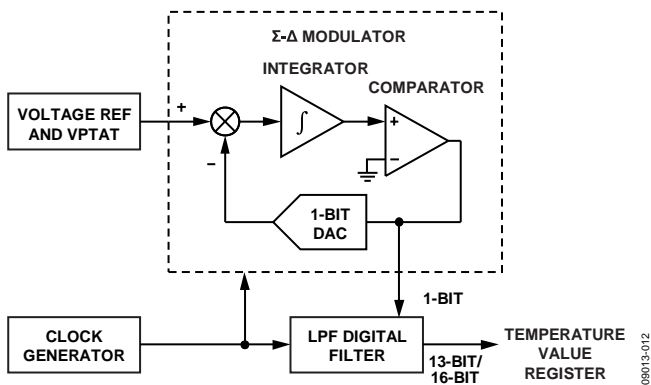 Σ-Δ MODULATOR
INTEGRATOR
COMPARATOR
VOLTAGE REF
AND VPTAT
+
−
∫
+
−
1-BIT
DAC
1-BIT
CLOCK
GENERATOR
LPF DIGITAL
FILTER
13-BIT/
16-BIT
TEMPERATURE
VALUE
REGISTER
09013-012